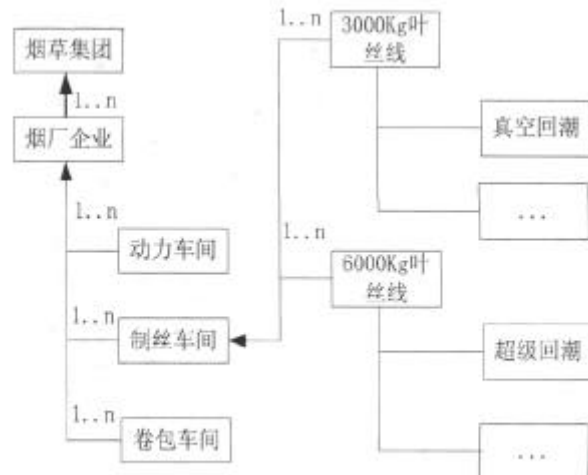 烟草集团
1..n
烟厂企业
1..n
动力车间
1..n
制丝车间
1..n
卷包车间
1..n
3000Kg叶
丝线
真空回潮
...
1..n
6000Kg叶
丝线
超级回潮
...